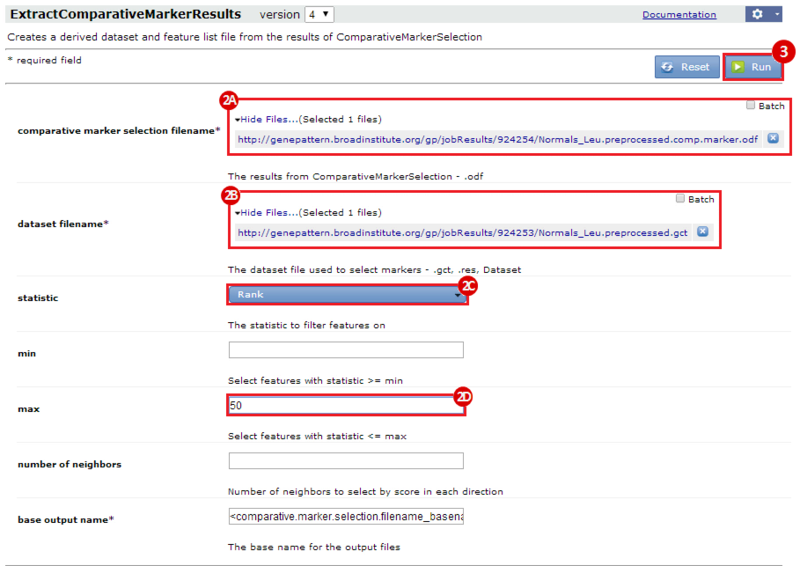 ExtractComparativeMarkerResults version 4 Documentation
Creates a derived dataset and feature list file from the results of ComparativeMarkerSelection
* required field
Reset Run 3
2A
Batch
Hide Files...(Selected 1 files)
comparative marker selection filename*
http://genepattern.broadinstitute.org/gp/jobResults/924254/Normals_Leu.preprocessed.comp.marker.odf
The results from ComparativeMarkerSelection - .odf
2B
Batch
Hide Files...(Selected 1 files)
dataset filename*
http://genepattern.broadinstitute.org/gp/jobResults/924253/Normals_Leu.preprocessed.gct
The dataset file used to select markers - .gct, .res, Dataset
statistic Rank 2C
The statistic to filter features on
min
Select features with statistic >= min
max 50 2D
Select features with statistic <= max
number of neighbors
Number of neighbors to select by score in each direction
base output name* <comparative.marker.selection.filename_basena
The base name for the output files